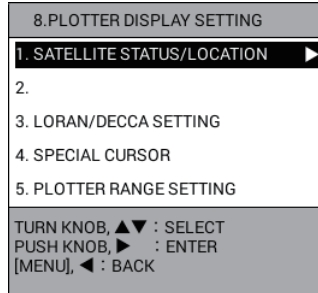 8.PLOTTER DISPLAY SETTING
1. SATELLITE STATUS/LOCATION ▶
2.
3. LORAN/DECCA SETTING
4. SPECIAL CURSOR
5. PLOTTER RANGE SETTING
TURN KNOB, ▲▼ : SELECT
PUSH KNOB, ▶ : ENTER
[MENU], ◀ : BACK